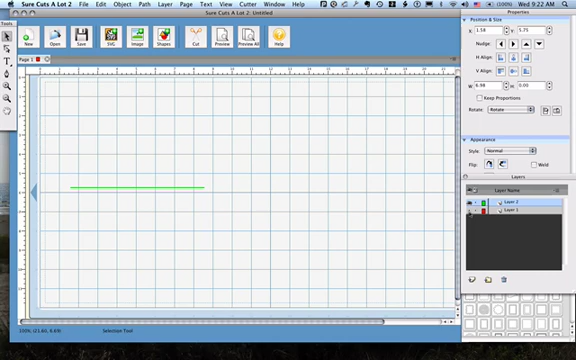 Sure Cuts A Lot 2 File Edit Object Path Text View Window Help
Wed 9:22 AM
Tools
Sure Cuts A Lot 2: Untitled
Properties
New Open Save SVG Image Shapes Cut Preview Preview All Help
Page 1
Position & Size
X: 1.58 Y: 5.75
Nudge:
H Align:
V Align:
W: 6.98 H: 0.00
Keep Proportions
Rotate: Rotate
Appearance
Style: Normal
Flip: Weld
Layers
Layer Name
Layer 2
Layer 1
Selection Tool